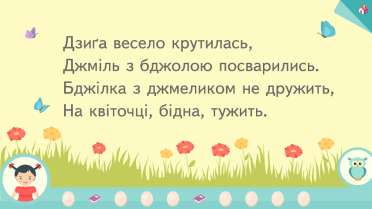 Дзиґа весело крутилась,
Джміль з бджолою посварились.
Бджілка з джмеликом не дружить,
На квіточці, бідна, тужить.